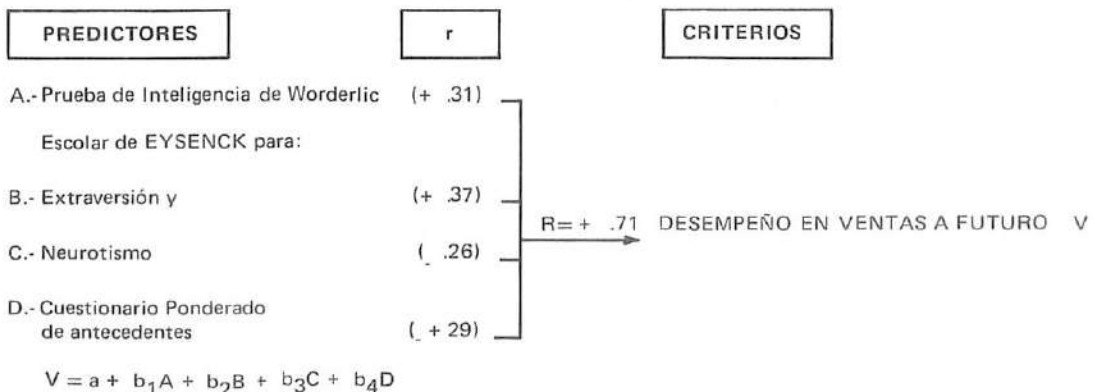 PREDICTORES r CRITERIOS
A.- Prueba de Inteligencia de Worderlic (+ .31)
Escolar de EYSENCK para:
B.- Extraversión y (+ .37)
R= + .71 DESEMPEÑO EN VENTAS A FUTURO V
C.- Neurotismo (_ .26)
D.- Cuestionario Ponderado
de antecedentes (_ + 29)
V = a + b₁A + b₂B + b₃C + b₄D